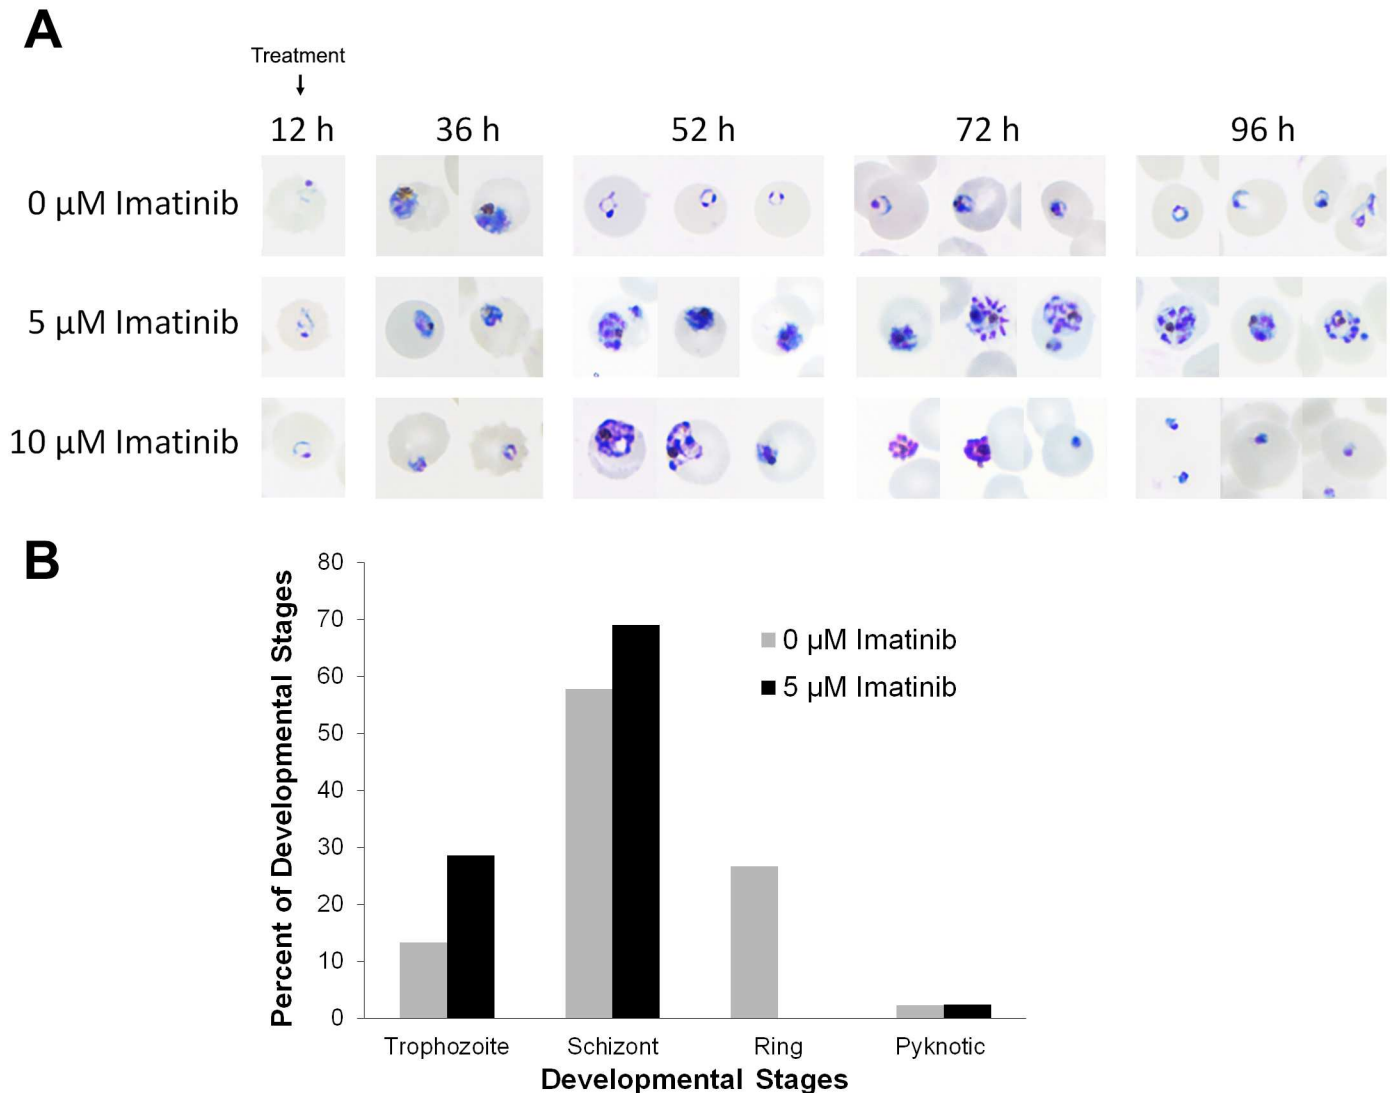 A
Treatment
12 h 36 h 52 h 72 h 96 h
0 µM Imatinib
5 µM Imatinib
10 µM Imatinib
B
Percent of Developmental Stages
80
70
60
50
40
30
20
10
0
0 µM Imatinib
5 µM Imatinib
Trophozoite Schizont Ring Pyknotic
Developmental Stages